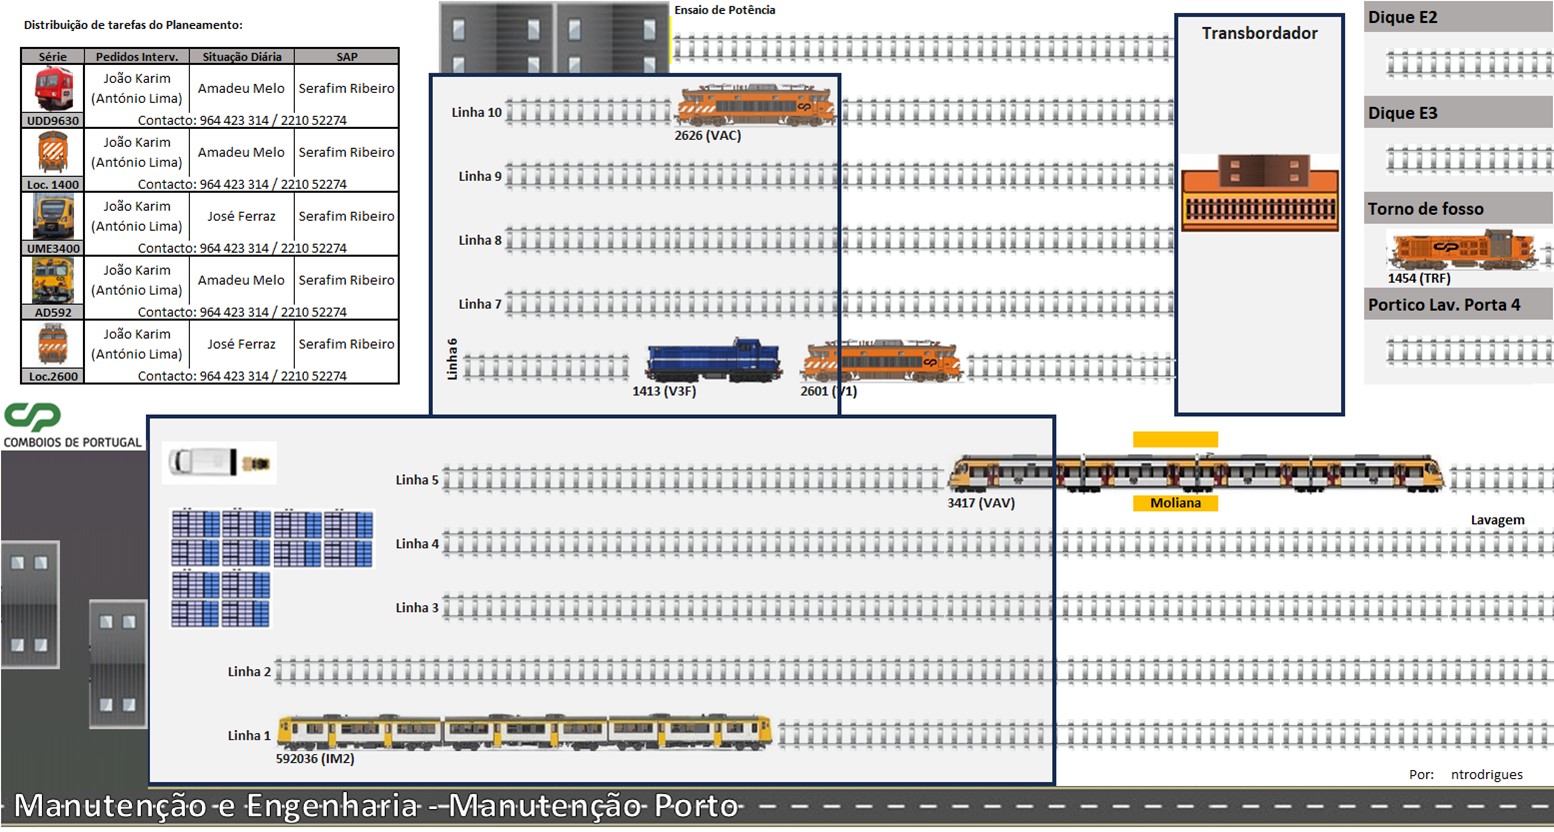 Distribuição de tarefas do Planeamento:
Série Pedidos Interv. Situação Diária SAP
João Karim
(António Lima) Amadeu Melo Serafim Ribeiro
UDD9630 Contacto: 964 423 314 / 2210 52274
João Karim
(António Lima) Amadeu Melo Serafim Ribeiro
Loc. 1400 Contacto: 964 423 314 / 2210 52274
João Karim
(António Lima) José Ferraz Serafim Ribeiro
UME3400 Contacto: 964 423 314 / 2210 52274
João Karim
(António Lima) Amadeu Melo Serafim Ribeiro
AD592 Contacto: 964 423 314 / 2210 52274
João Karim
(António Lima) José Ferraz Serafim Ribeiro
Loc.2600 Contacto: 964 423 314 / 2210 52274
CP
COMBOIOS DE PORTUGAL
Ensaio de Potência
Linha 10
2626 (VAC)
Linha 9
Linha 8
Linha 7
Linha 6
1413 (V3F)
2601 (V1)
Transbordador
Dique E2
Dique E3
Torno de fosso
1454 (TRF)
Portico Lav. Porta 4
Linha 5
3417 (VAV)
Moliana
Lavagem
Linha 4
Linha 3
Linha 2
Linha 1
592036 (IM2)
Por: ntrodrigues
Manutenção e Engenharia - Manutenção Porto